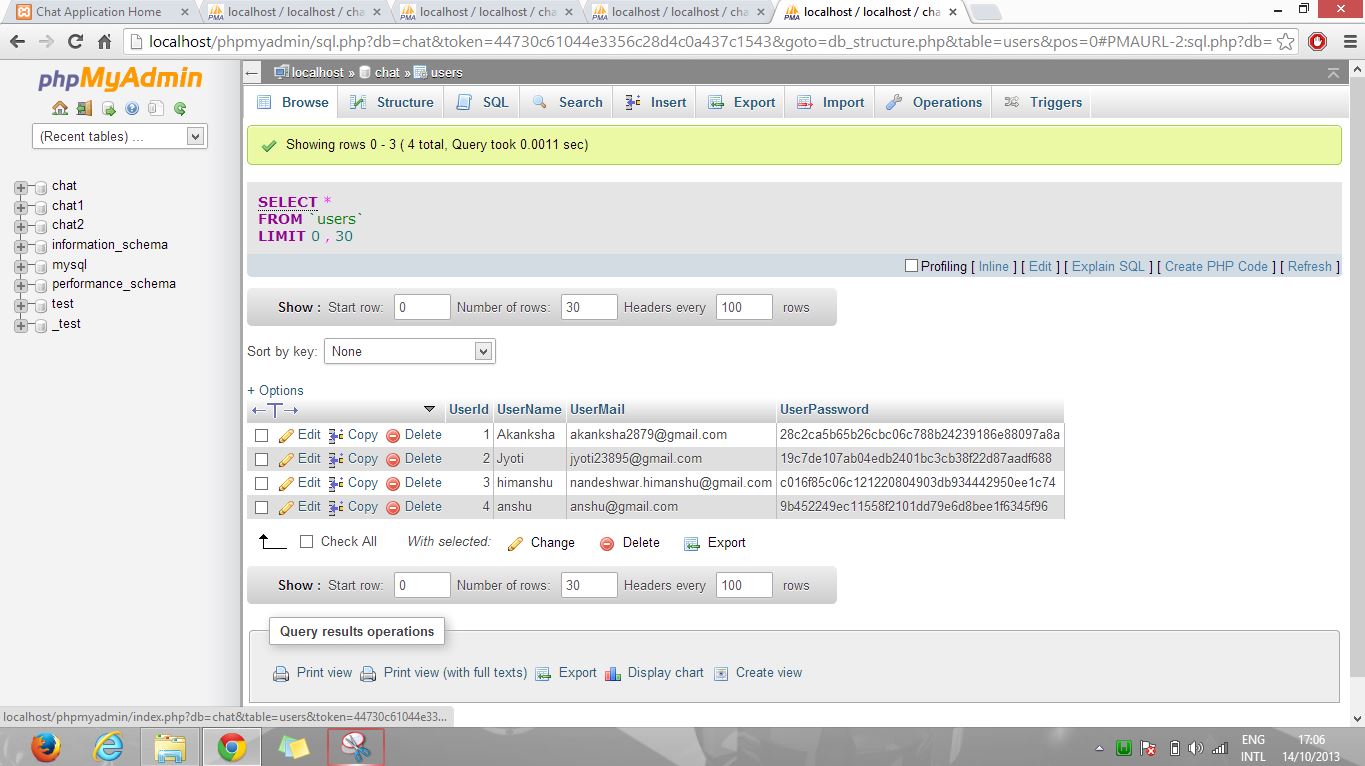 Chat Application Home
localhost / localhost / cha
localhost / localhost / cha
localhost / localhost / cha
localhost / localhost / cha
localhost/phpmyadmin/sql.php?db=chat&token=44730c61044e3356c28d4c0a437c1543&goto=db_structure.php&table=users&pos=0#PMAURL-2:sql.php?db=
phpMyAdmin
(Recent tables) ...
chat
chat1
chat2
information_schema
mysql
performance_schema
test
_test
localhost » chat » users
Browse Structure SQL Search Insert Export Import Operations Triggers
Showing rows 0 - 3 ( 4 total, Query took 0.0011 sec)
SELECT *
FROM `users`
LIMIT 0 , 30
Profiling [ Inline ] [ Edit ] [ Explain SQL ] [ Create PHP Code ] [ Refresh ]
Show : Start row: 0 Number of rows: 30 Headers every 100 rows
Sort by key: None
+ Options
UserId UserName UserMail UserPassword
Edit Copy Delete 1 Akanksha akanksha2879@gmail.com 28c2ca5b65b26cbc06c788b24239186e88097a8a
Edit Copy Delete 2 Jyoti jyoti23895@gmail.com 19c7de107ab04edb2401bc3cb38f22d87aadf688
Edit Copy Delete 3 himanshu nandeshwar.himanshu@gmail.com c016f85c06c121220804903db934442950ee1c74
Edit Copy Delete 4 anshu anshu@gmail.com 9b452249ec11558f2101dd79e6d8bee1f6345f96
Check All With selected: Change Delete Export
Show : Start row: 0 Number of rows: 30 Headers every 100 rows
Query results operations
Print view Print view (with full texts) Export Display chart Create view
localhost/phpmyadmin/index.php?db=chat&table=users&token=44730c61044e33...
ENG 17:06
INTL 14/10/2013